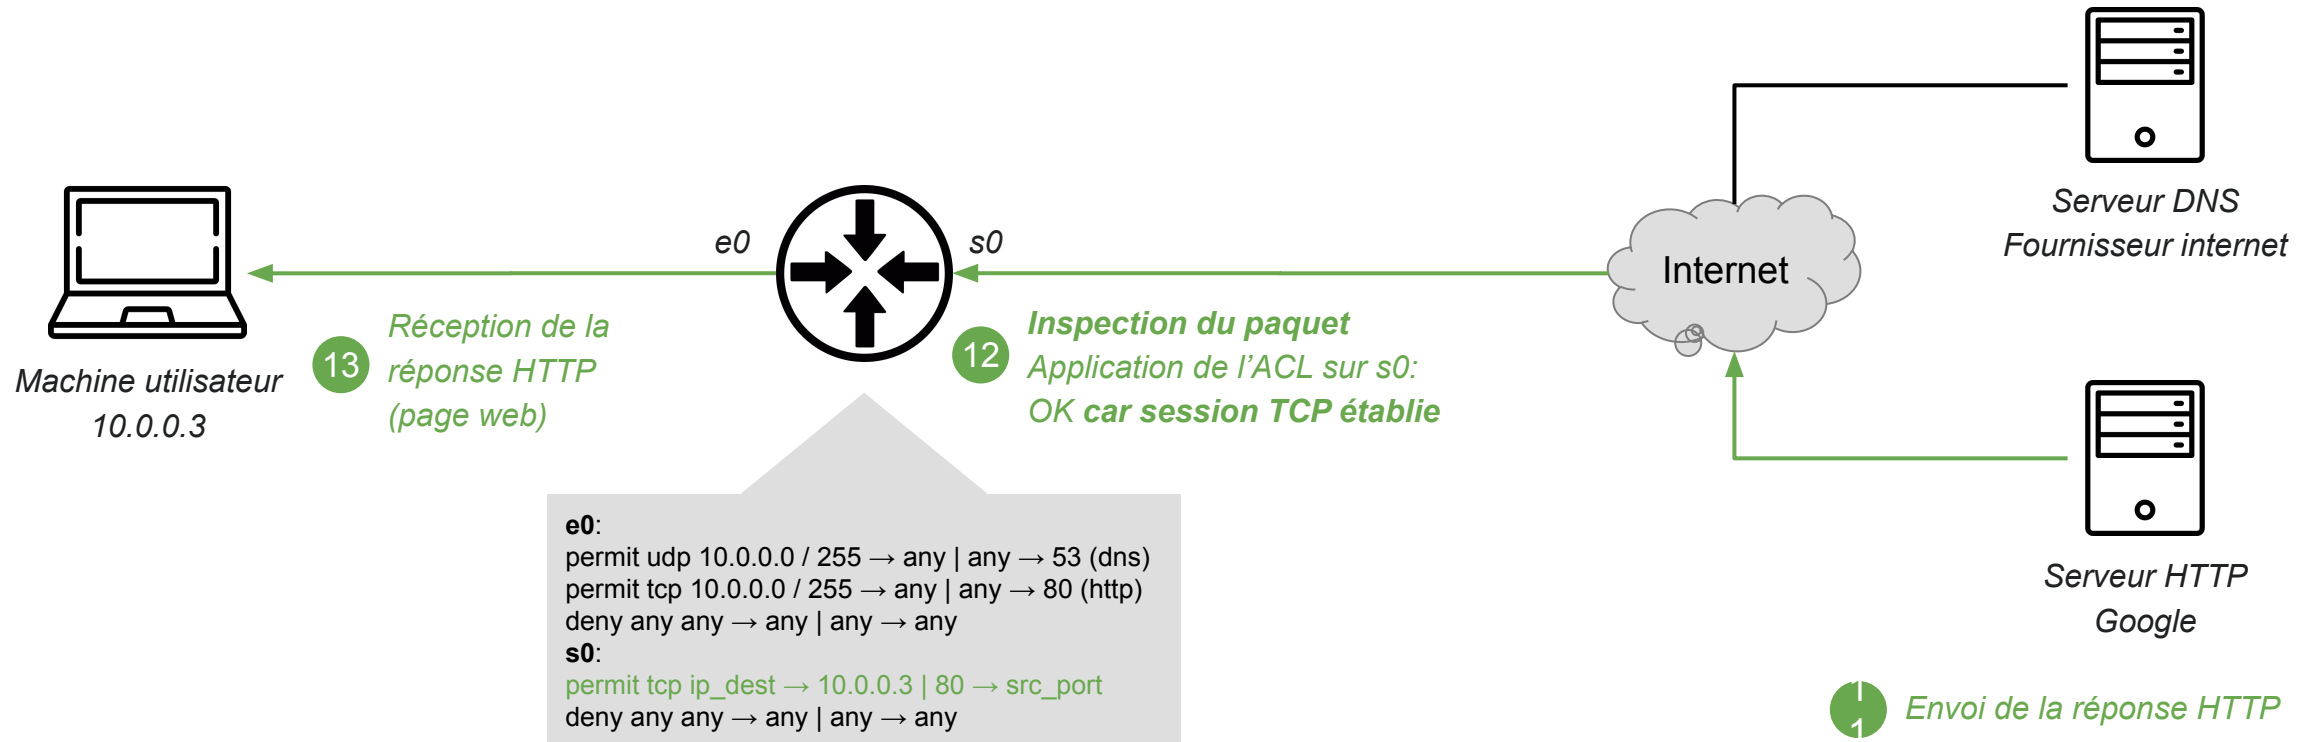 Serveur DNS
Fournisseur internet
e0
s0
Internet
Machine utilisateur
10.0.0.3
13
Réception de la
réponse HTTP
(page web)
12
Inspection du paquet
Application de l’ACL sur s0:
OK car session TCP établie
e0:
permit udp 10.0.0.0 / 255 → any | any → 53 (dns)
permit tcp 10.0.0.0 / 255 → any | any → 80 (http)
deny any any → any | any → any
s0:
permit tcp ip_dest → 10.0.0.3 | 80 → src_port
deny any any → any | any → any
Serveur HTTP
Google
11
Envoi de la réponse HTTP